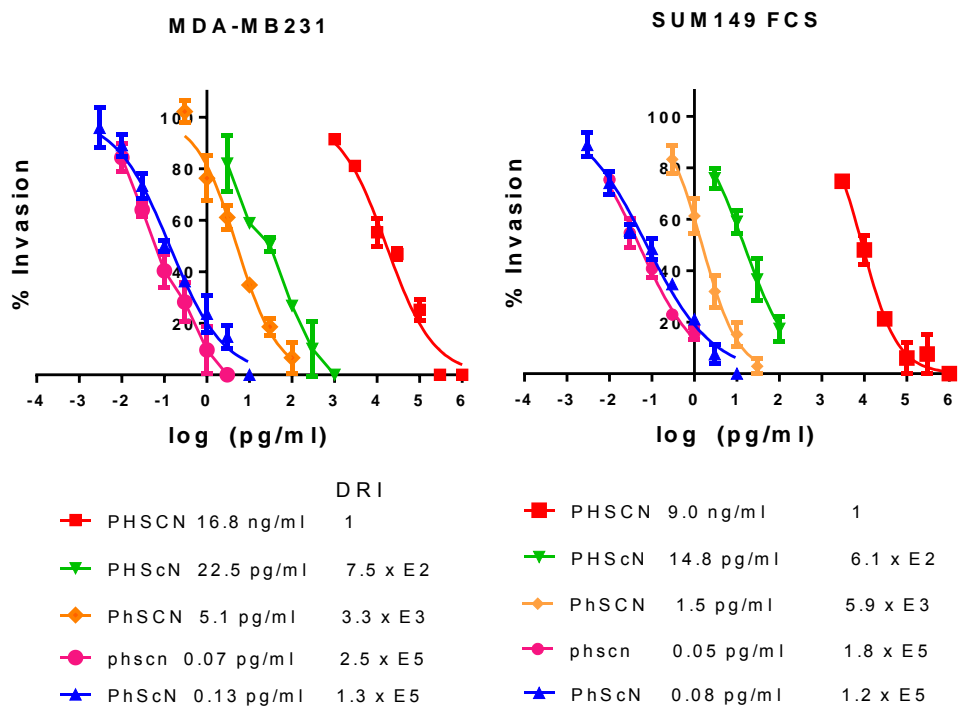 MDA-MB231
SUM149 FCS
% Invasion
100
80
60
40
20
-4 -3 -2 -1 0 1 2 3 4 5 6
log (pg/ml)
% Invasion
100
80
60
40
20
-4 -3 -2 -1 0 1 2 3 4 5 6
log (pg/ml)
DRI
PHSCN 16.8 ng/ml 1
PHScN 22.5 pg/ml 7.5 x E2
PhSCN 5.1 pg/ml 3.3 x E3
phscn 0.07 pg/ml 2.5 x E5
PhScN 0.13 pg/ml 1.3 x E5
PHSCN 9.0 ng/ml 1
PHScN 14.8 pg/ml 6.1 x E2
PhSCN 1.5 pg/ml 5.9 x E3
phscn 0.05 pg/ml 1.8 x E5
PhScN 0.08 pg/ml 1.2 x E5